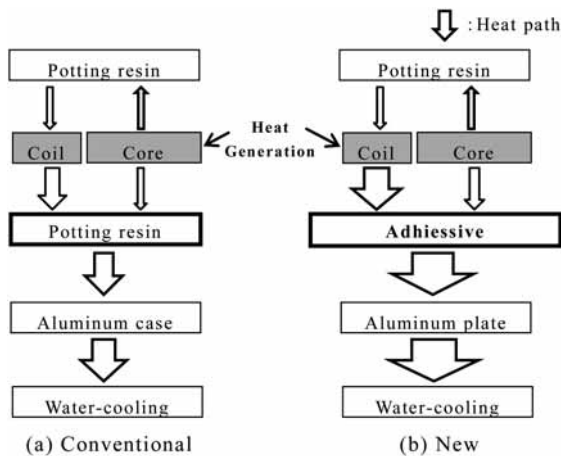 : Heat path
Potting resin
Potting resin
Coil
Core
Heat
Generation
Coil
Core
Potting resin
Adhiessive
Aluminum case
Aluminum plate
Water-cooling
Water-cooling
(a) Conventional
(b) New